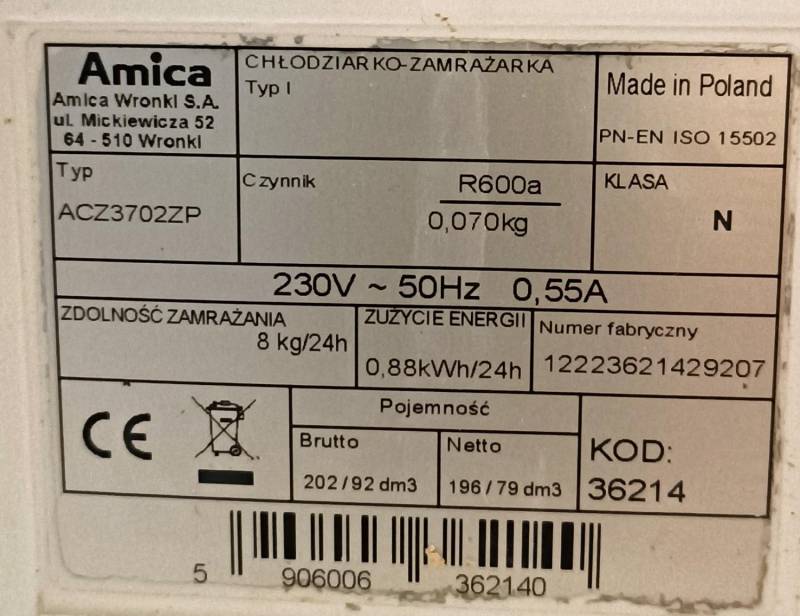 Amica
Amica Wronki S.A.
ul. Mickiewicza 52
64 - 510 Wronki
CHŁODZIARKO-ZAMRAŻARKA
Typ I
Made in Poland
PN-EN ISO 15502
Typ
ACZ3702ZP
Czynnik
R600a
0,070kg
KLASA
N
230V ~ 50Hz 0,55A
ZDOLNOŚĆ ZAMRAŻANIA
8 kg/24h
ZUŻYCIE ENERGII
0,88kWh/24h
Numer fabryczny
12223621429207
CE
Pojemność
Brutto
202/92 dm3
Netto
196/79 dm3
KOD:
36214
5 906006 362140